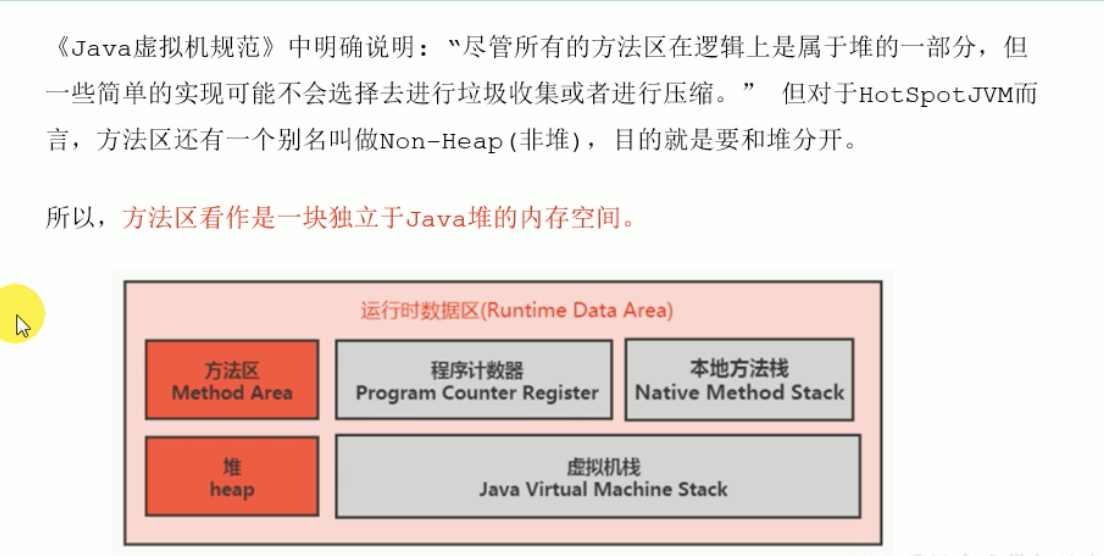 《Java虚拟机规范》中明确说明：“尽管所有的方法区在逻辑上是属于堆的一部分，但
一些简单的实现可能不会选择去进行垃圾收集或者进行压缩。” 但对于HotSpotJVM而
言，方法区还有一个别名叫做Non-Heap(非堆)，目的就是要和堆分开。
所以，方法区看作是一块独立于Java堆的内存空间。
运行时数据区(Runtime Data Area)
方法区
Method Area
程序计数器
Program Counter Register
本地方法栈
Native Method Stack
堆
heap
虚拟机栈
Java Virtual Machine Stack